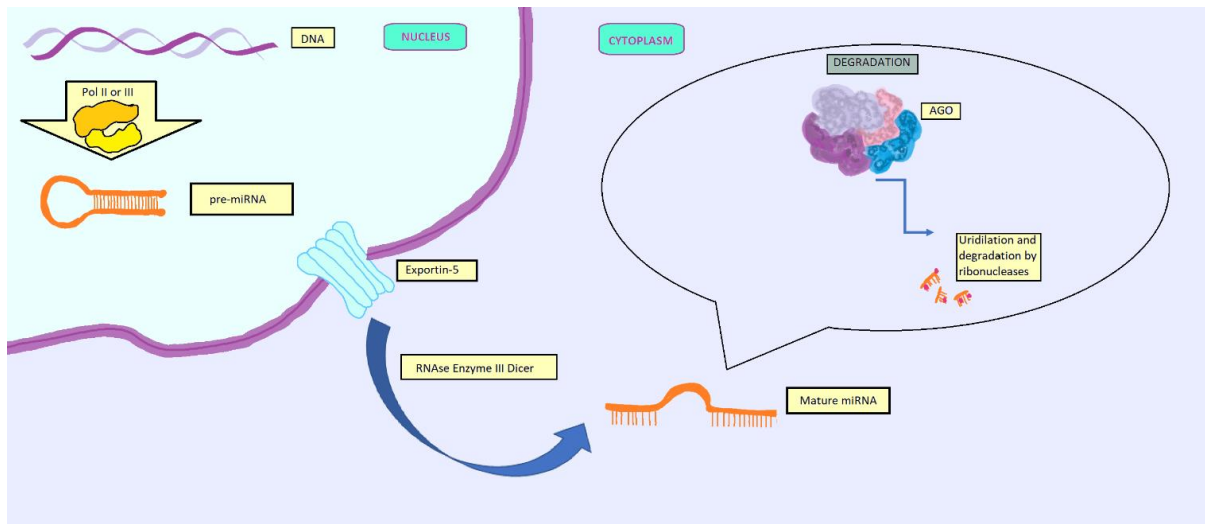 DNA
NUCLEUS
CYTOPLASM
DEGRADATION
Pol II or III
AGO
pre-miRNA
Exportin-5
Uridilation and
degradation by
ribonucleases
RNAse Enzyme III Dicer
Mature miRNA